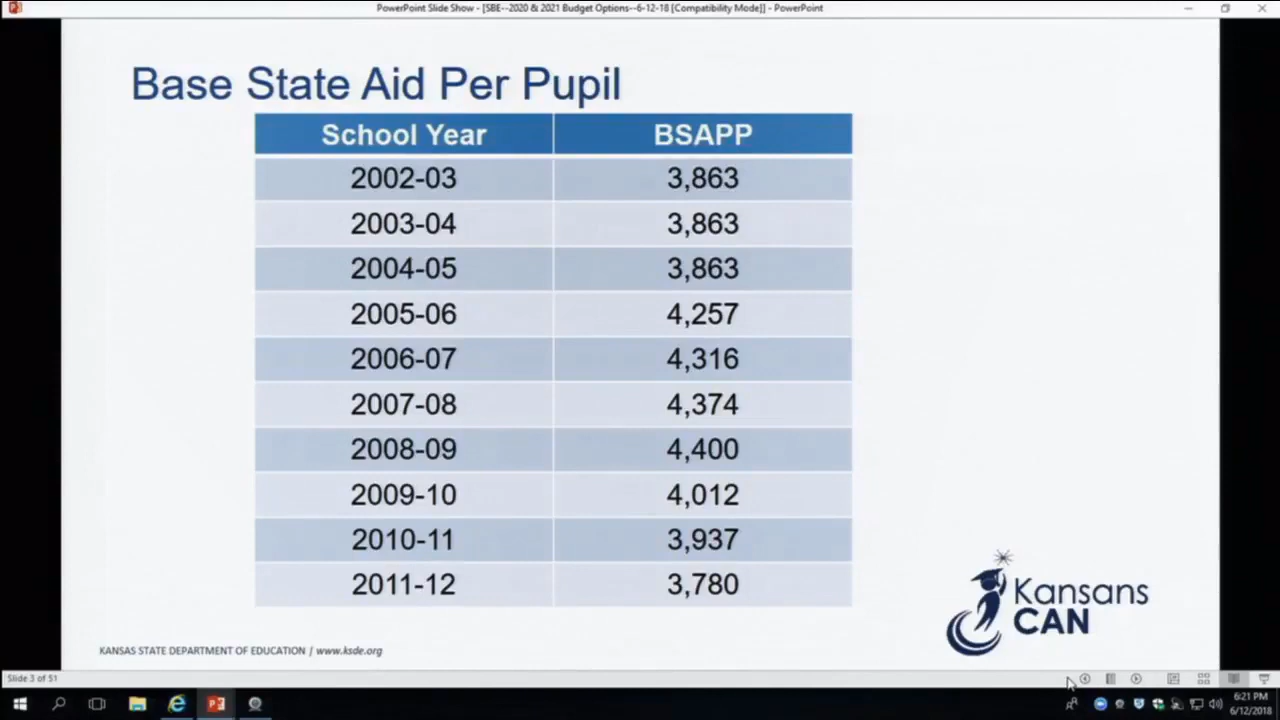 PowerPoint Slide Show - [SBE--2020 & 2021 Budget Options--6-12-18 [Compatibility Mode]] - PowerPoint
Base State Aid Per Pupil
School Year BSAPP
2002-03 3,863
2003-04 3,863
2004-05 3,863
2005-06 4,257
2006-07 4,316
2007-08 4,374
2008-09 4,400
2009-10 4,012
2010-11 3,937
2011-12 3,780
Kansans
CAN
KANSAS STATE DEPARTMENT OF EDUCATION | www.ksde.org
Slide 3 of 51
6:21 PM
6/12/2018